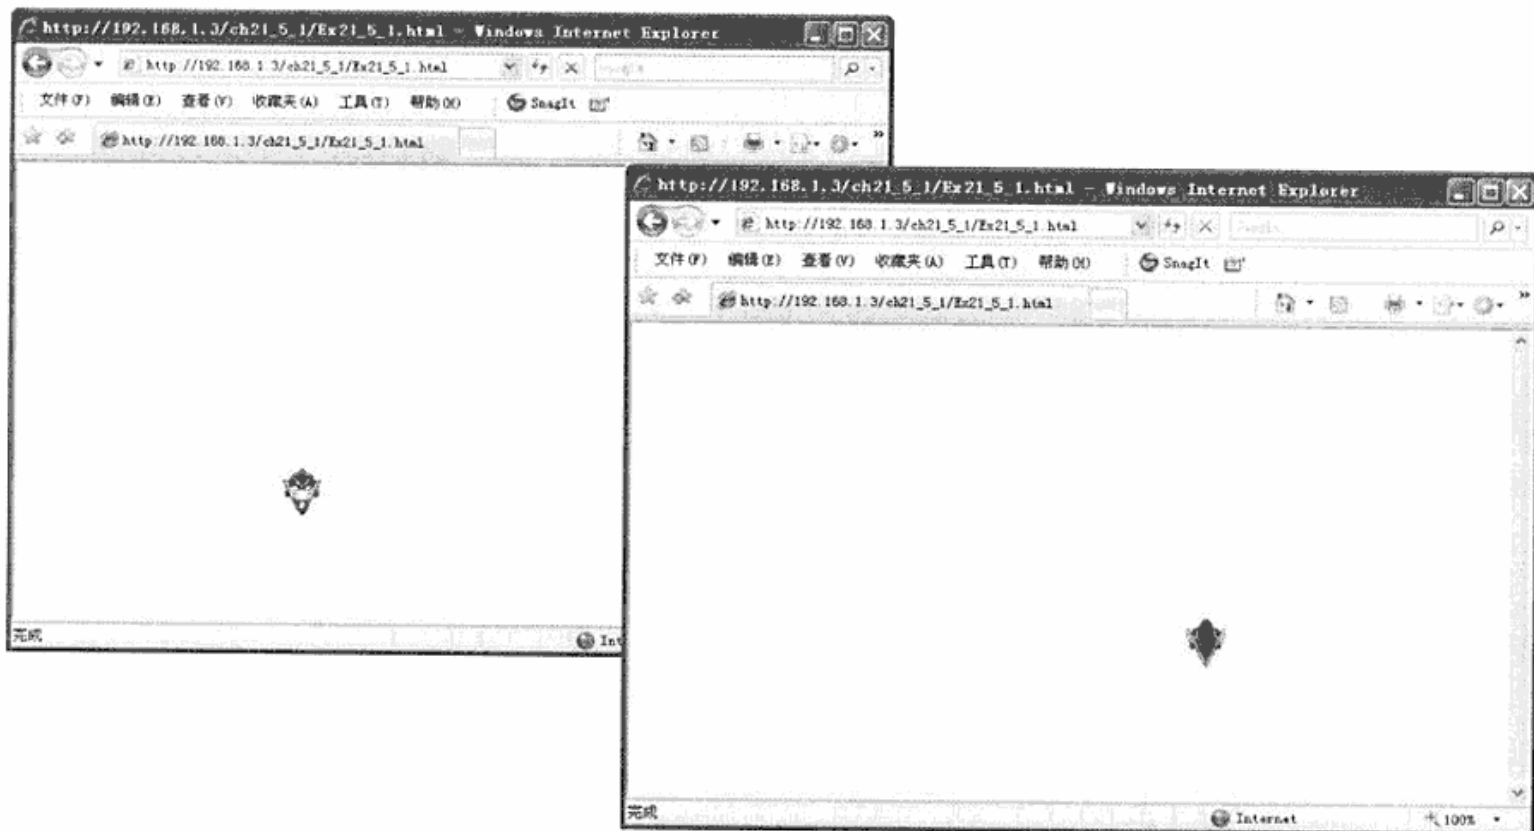 http://192.168.1.3/ch21_5_1/Ex21_5_1.html - Windows Internet Explorer
http://192.168.1.3/ch21_5_1/Ex21_5_1.html
文件(F) 编辑(E) 查看(V) 收藏夹(A) 工具(T) 帮助(H) SnagIt
http://192.168.1.3/ch21_5_1/Ex21_5_1.html
完成
Int
http://192.168.1.3/ch21_5_1/Ex21_5_1.html - Windows Internet Explorer
http://192.168.1.3/ch21_5_1/Ex21_5_1.html
文件(F) 编辑(E) 查看(V) 收藏夹(A) 工具(T) 帮助(H) SnagIt
http://192.168.1.3/ch21_5_1/Ex21_5_1.html
完成
Internet 100%